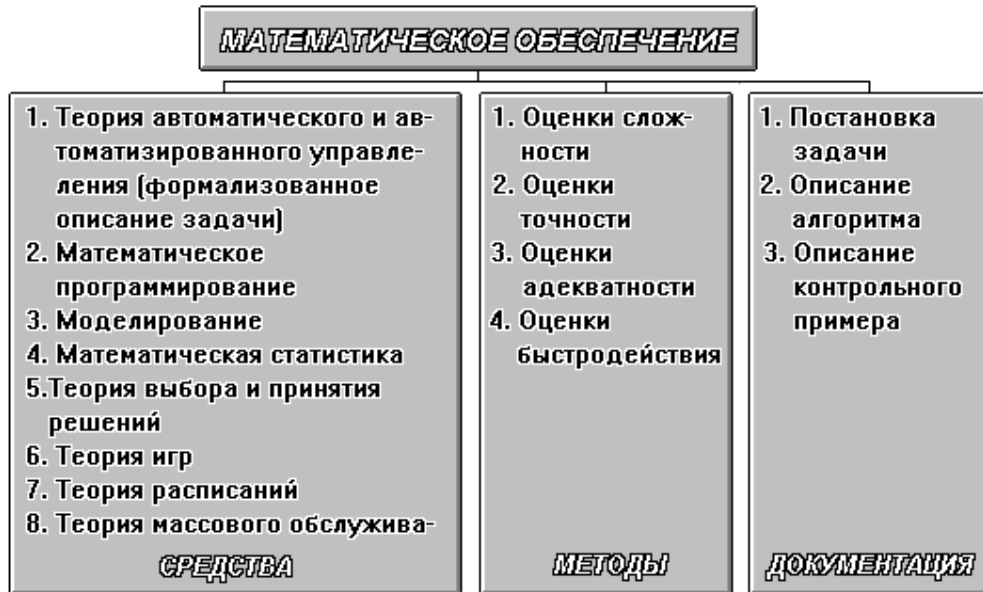 МАТЕМАТИЧЕСКОЕ ОБЕСПЕЧЕНИЕ
1. Теория автоматического и ав-
томатизированного управле-
ления (формализованное
описание задачи)
2. Математическое
программирование
3. Моделирование
4. Математическая статистика
5.Теория выбора и принятия
решений
6. Теория игр
7. Теория расписаний
8. Теория массового обслужива-
СРЕДСТВА
1. Оценки слож-
ности
2. Оценки
точности
3. Оценки
адекватности
4. Оценки
быстродействия
МЕТОДЫ
1. Постановка
задачи
2. Описание
алгоритма
3. Описание
контрольного
примера
ДОКУМЕНТАЦИЯ